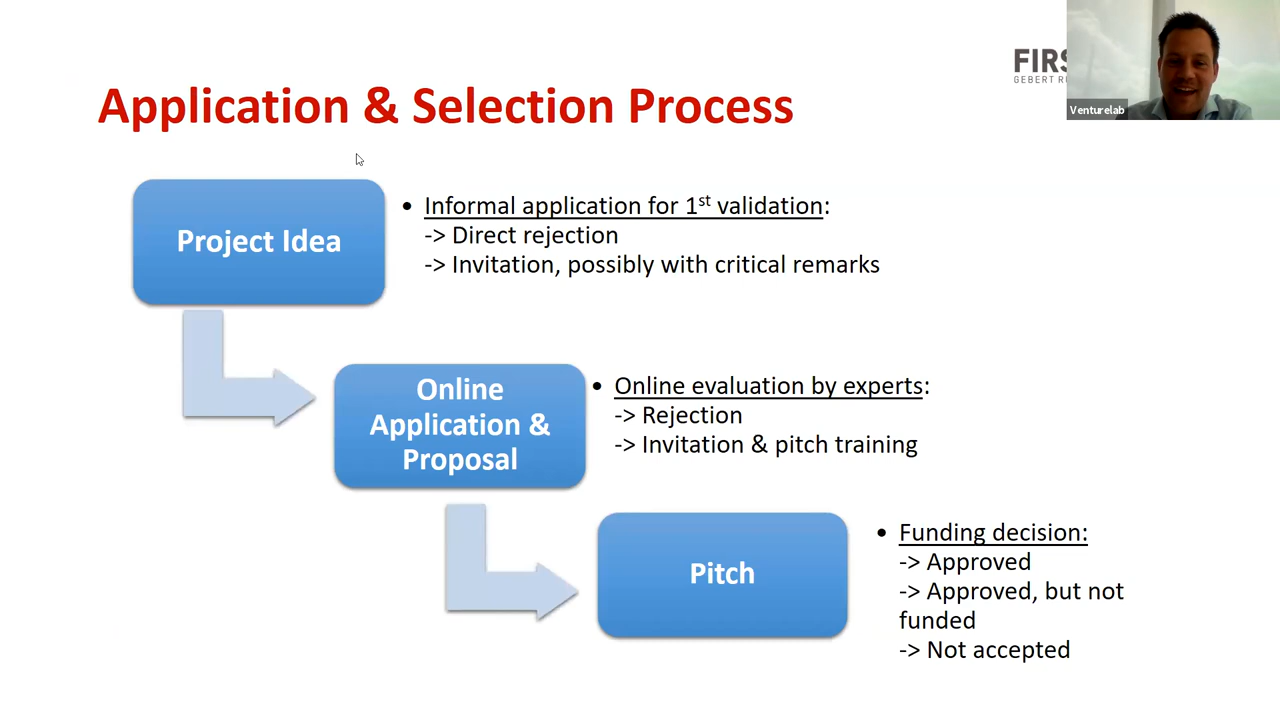 FIRS
GEBERT R
Venturelab
Application & Selection Process
Project Idea
• Informal application for 1st validation:
-> Direct rejection
-> Invitation, possibly with critical remarks
Online
Application &
Proposal
• Online evaluation by experts:
-> Rejection
-> Invitation & pitch training
Pitch
• Funding decision:
-> Approved
-> Approved, but not
funded
-> Not accepted